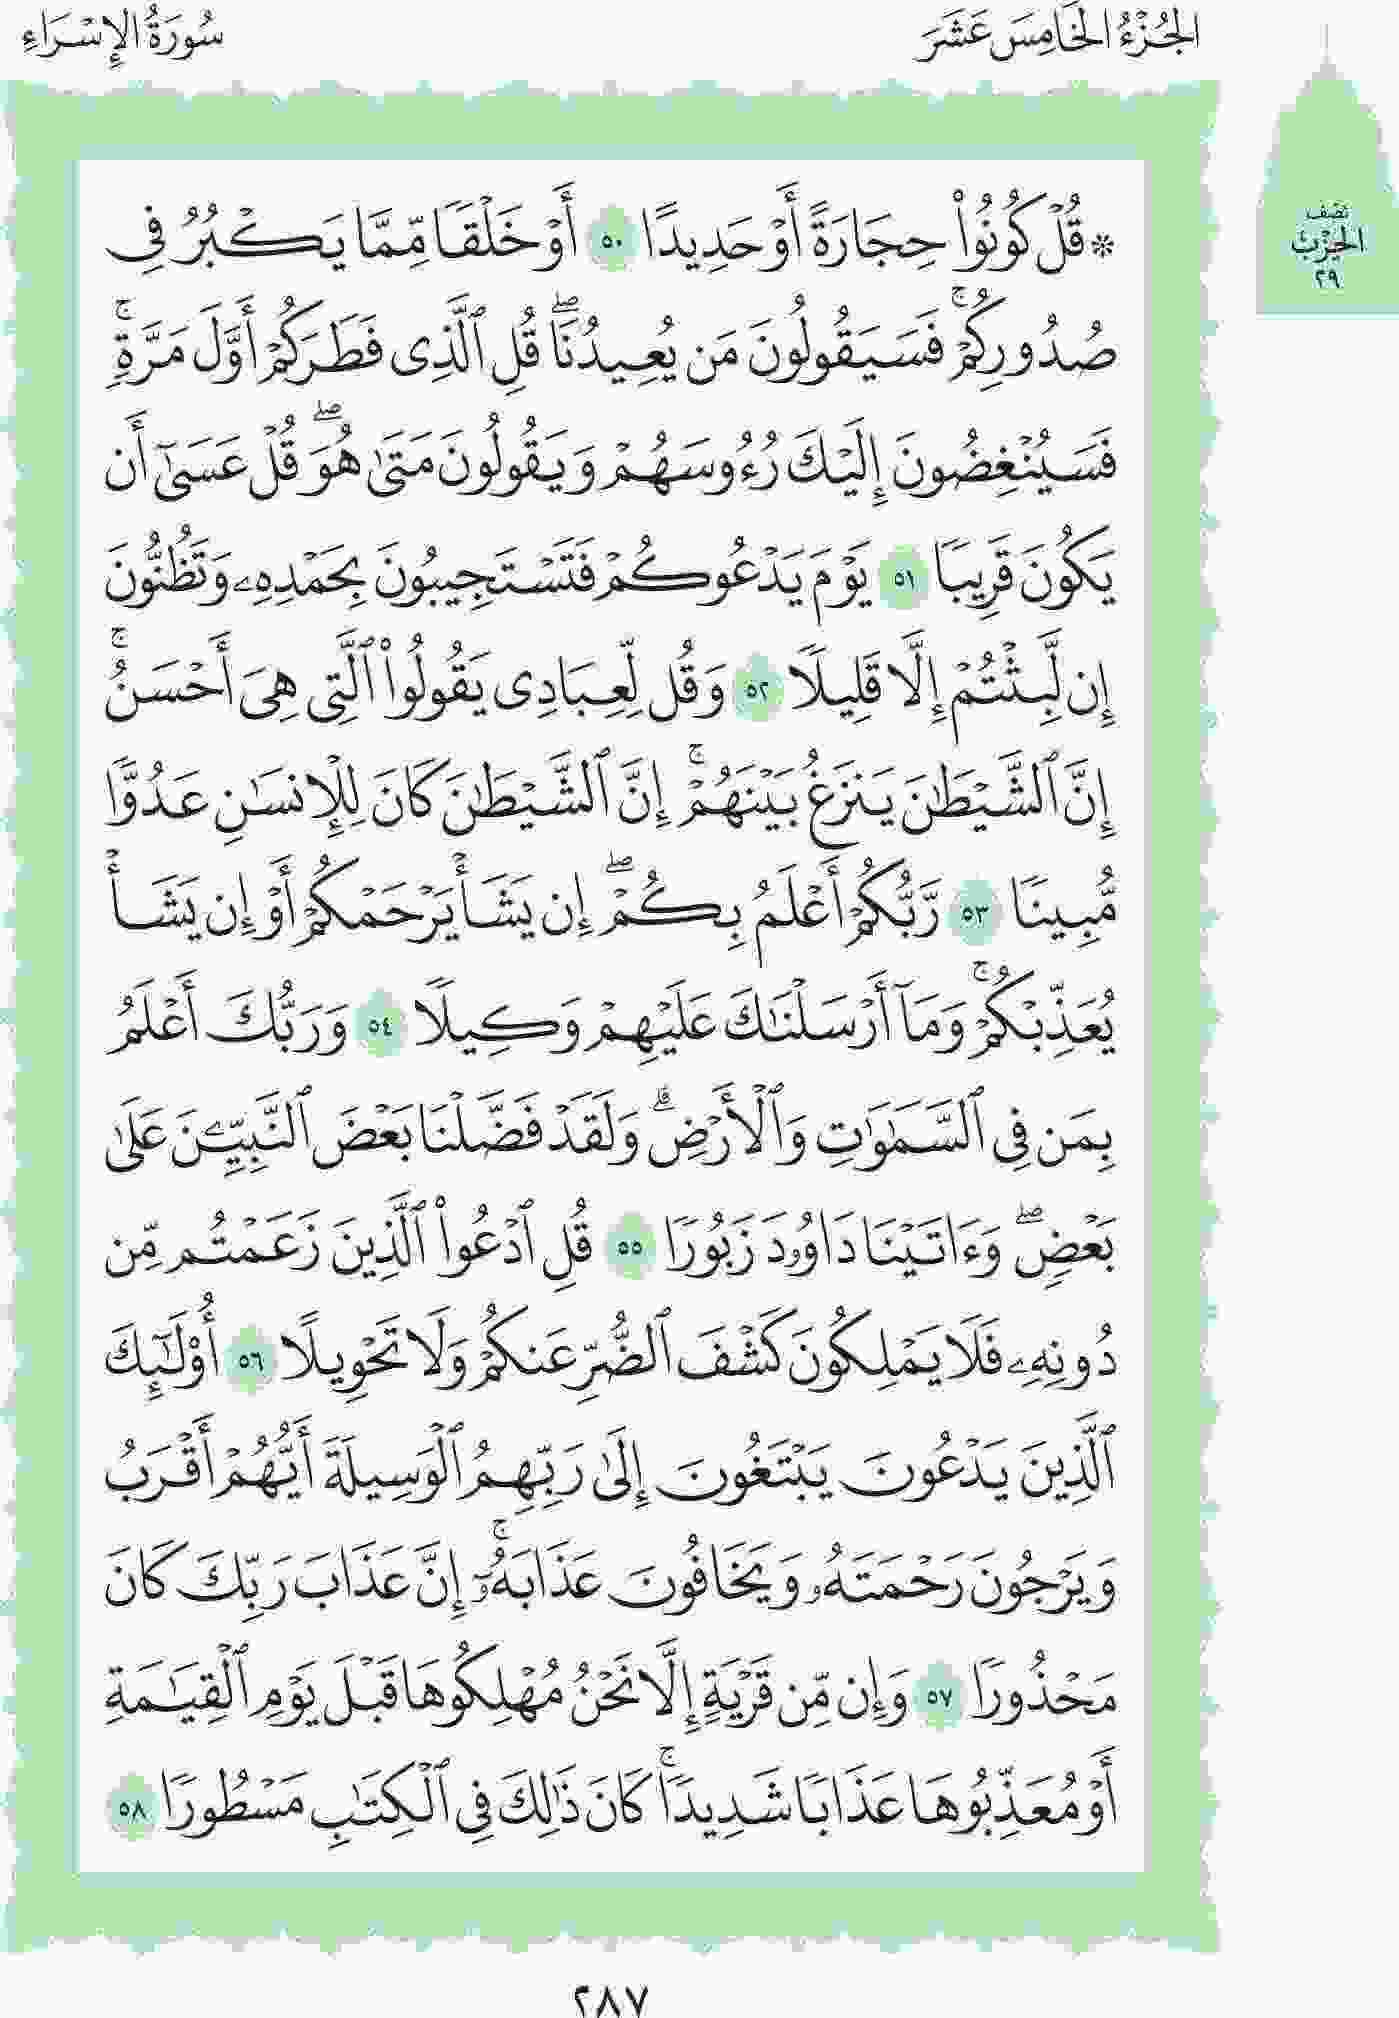 الجُزْءُ الخَامِسَ عَشَرَ
سُورَةُ الإِسْرَاءِ
نصف
الحِزْبُ
٢٩
۞ قُلۡ كُونُواْ حِجَارَةً أَوۡ حَدِيدًا ٥٠ أَوۡ خَلۡقٗا مِّمَّا يَكۡبُرُ فِي
صُدُورِكُمۡۚ فَسَيَقُولُونَ مَن يُعِيدُنَاۖ قُلِ ٱلَّذِي فَطَرَكُمۡ أَوَّلَ مَرَّةٖۚ
فَسَيُنۡغِضُونَ إِلَيۡكَ رُءُوسَهُمۡ وَيَقُولُونَ مَتَىٰ هُوَۖ قُلۡ عَسَىٰٓ أَن
يَكُونَ قَرِيبٗا ٥١ يَوۡمَ يَدۡعُوكُمۡ فَتَسۡتَجِيبُونَ بِحَمۡدِهِۦ وَتَظُنُّونَ
إِن لَّبِثۡتُمۡ إِلَّا قَلِيلٗا ٥٢ وَقُل لِّعِبَادِي يَقُولُواْ ٱلَّتِي هِيَ أَحۡسَنُۚ
إِنَّ ٱلشَّيۡطَٰنَ يَنزَغُ بَيۡنَهُمۡۚ إِنَّ ٱلشَّيۡطَٰنَ كَانَ لِلۡإِنسَٰنِ عَدُوّٗا
مُّبِينٗا ٥٣ رَّبُّكُمۡ أَعۡلَمُ بِكُمۡۖ إِن يَشَأۡ يَرۡحَمۡكُمۡ أَوۡ إِن يَشَأۡ
يُعَذِّبۡكُمۡۚ وَمَآ أَرۡسَلۡنَٰكَ عَلَيۡهِمۡ وَكِيلٗا ٥٤ وَرَبُّكَ أَعۡلَمُ
بِمَن فِي ٱلسَّمَٰوَٰتِ وَٱلۡأَرۡضِۗ وَلَقَدۡ فَضَّلۡنَا بَعۡضَ ٱلنَّبِيِّـۧنَ عَلَىٰ
بَعۡضٖۖ وَءَاتَيۡنَا دَاوُۥدَ زَبُورٗا ٥٥ قُلِ ٱدۡعُواْ ٱلَّذِينَ زَعَمۡتُم مِّن
دُونِهِۦ فَلَا يَمۡلِكُونَ كَشۡفَ ٱلضُّرِّ عَنكُمۡ وَلَا تَحۡوِيلًا ٥٦ أُوْلَٰٓئِكَ
ٱلَّذِينَ يَدۡعُونَ يَبۡتَغُونَ إِلَىٰ رَبِّهِمُ ٱلۡوَسِيلَةَ أَيُّهُمۡ أَقۡرَبُ
وَيَرۡجُونَ رَحۡمَتَهُۥ وَيَخَافُونَ عَذَابَهُۥٓۚ إِنَّ عَذَابَ رَبِّكَ كَانَ
مَحۡذُورٗا ٥٧ وَإِن مِّن قَرۡيَةٍ إِلَّا نَحۡنُ مُهۡلِكُوهَا قَبۡلَ يَوۡمِ ٱلۡقِيَٰمَةِ
أَوۡ مُعَذِّبُوهَا عَذَابٗا شَدِيدٗاۚ كَانَ ذَٰلِكَ فِي ٱلۡكِتَٰبِ مَسۡطُورٗا ٥٨
٢٨٧